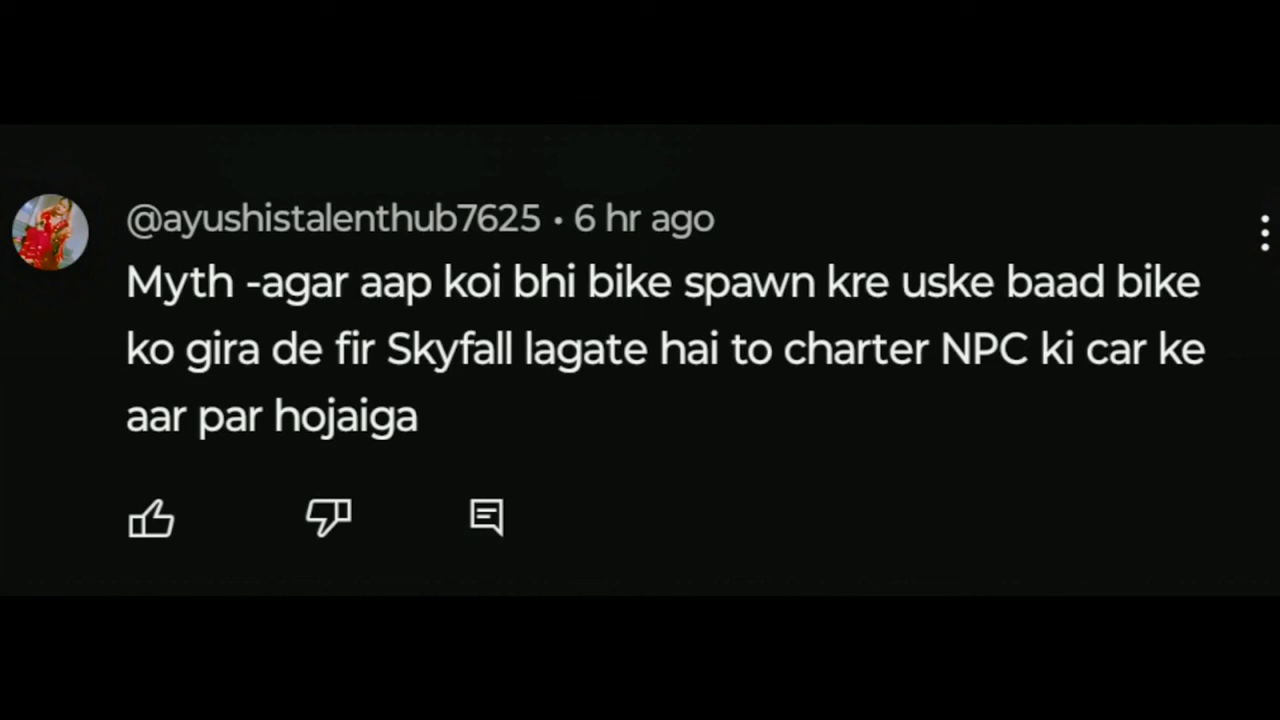 @ayushistalenthub7625 • 6 hr ago
Myth -agar aap koi bhi bike spawn kre uske baad bike
ko gira de fir Skyfall lagate hai to charter NPC ki car ke
aar par hojaiga